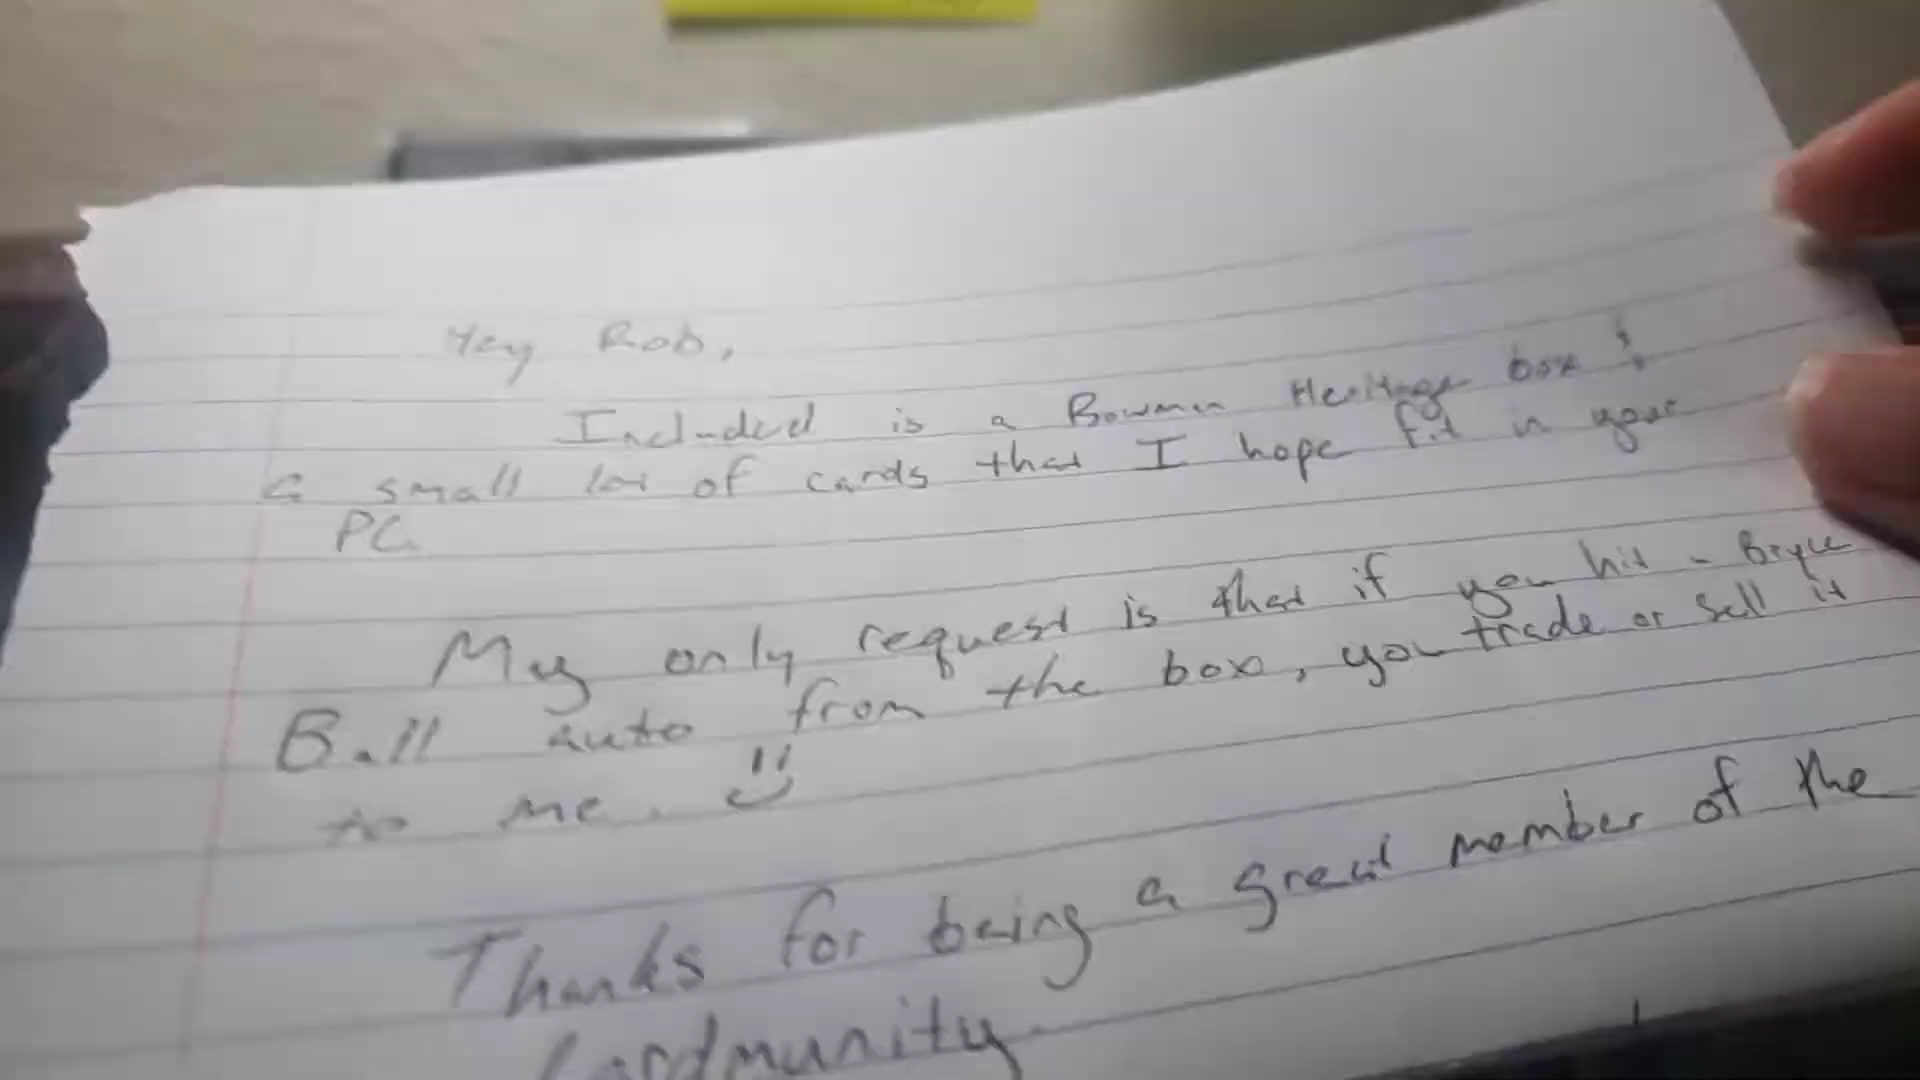 Hey Rob,
Included is a Bowman Heritage box &
a small lot of cards that I hope fit in your
PC.
My only request is that if you hit a Bryce
Ball auto from the box, you trade or sell it
to me. :)
Thanks for being a great member of the
Cardmunity.